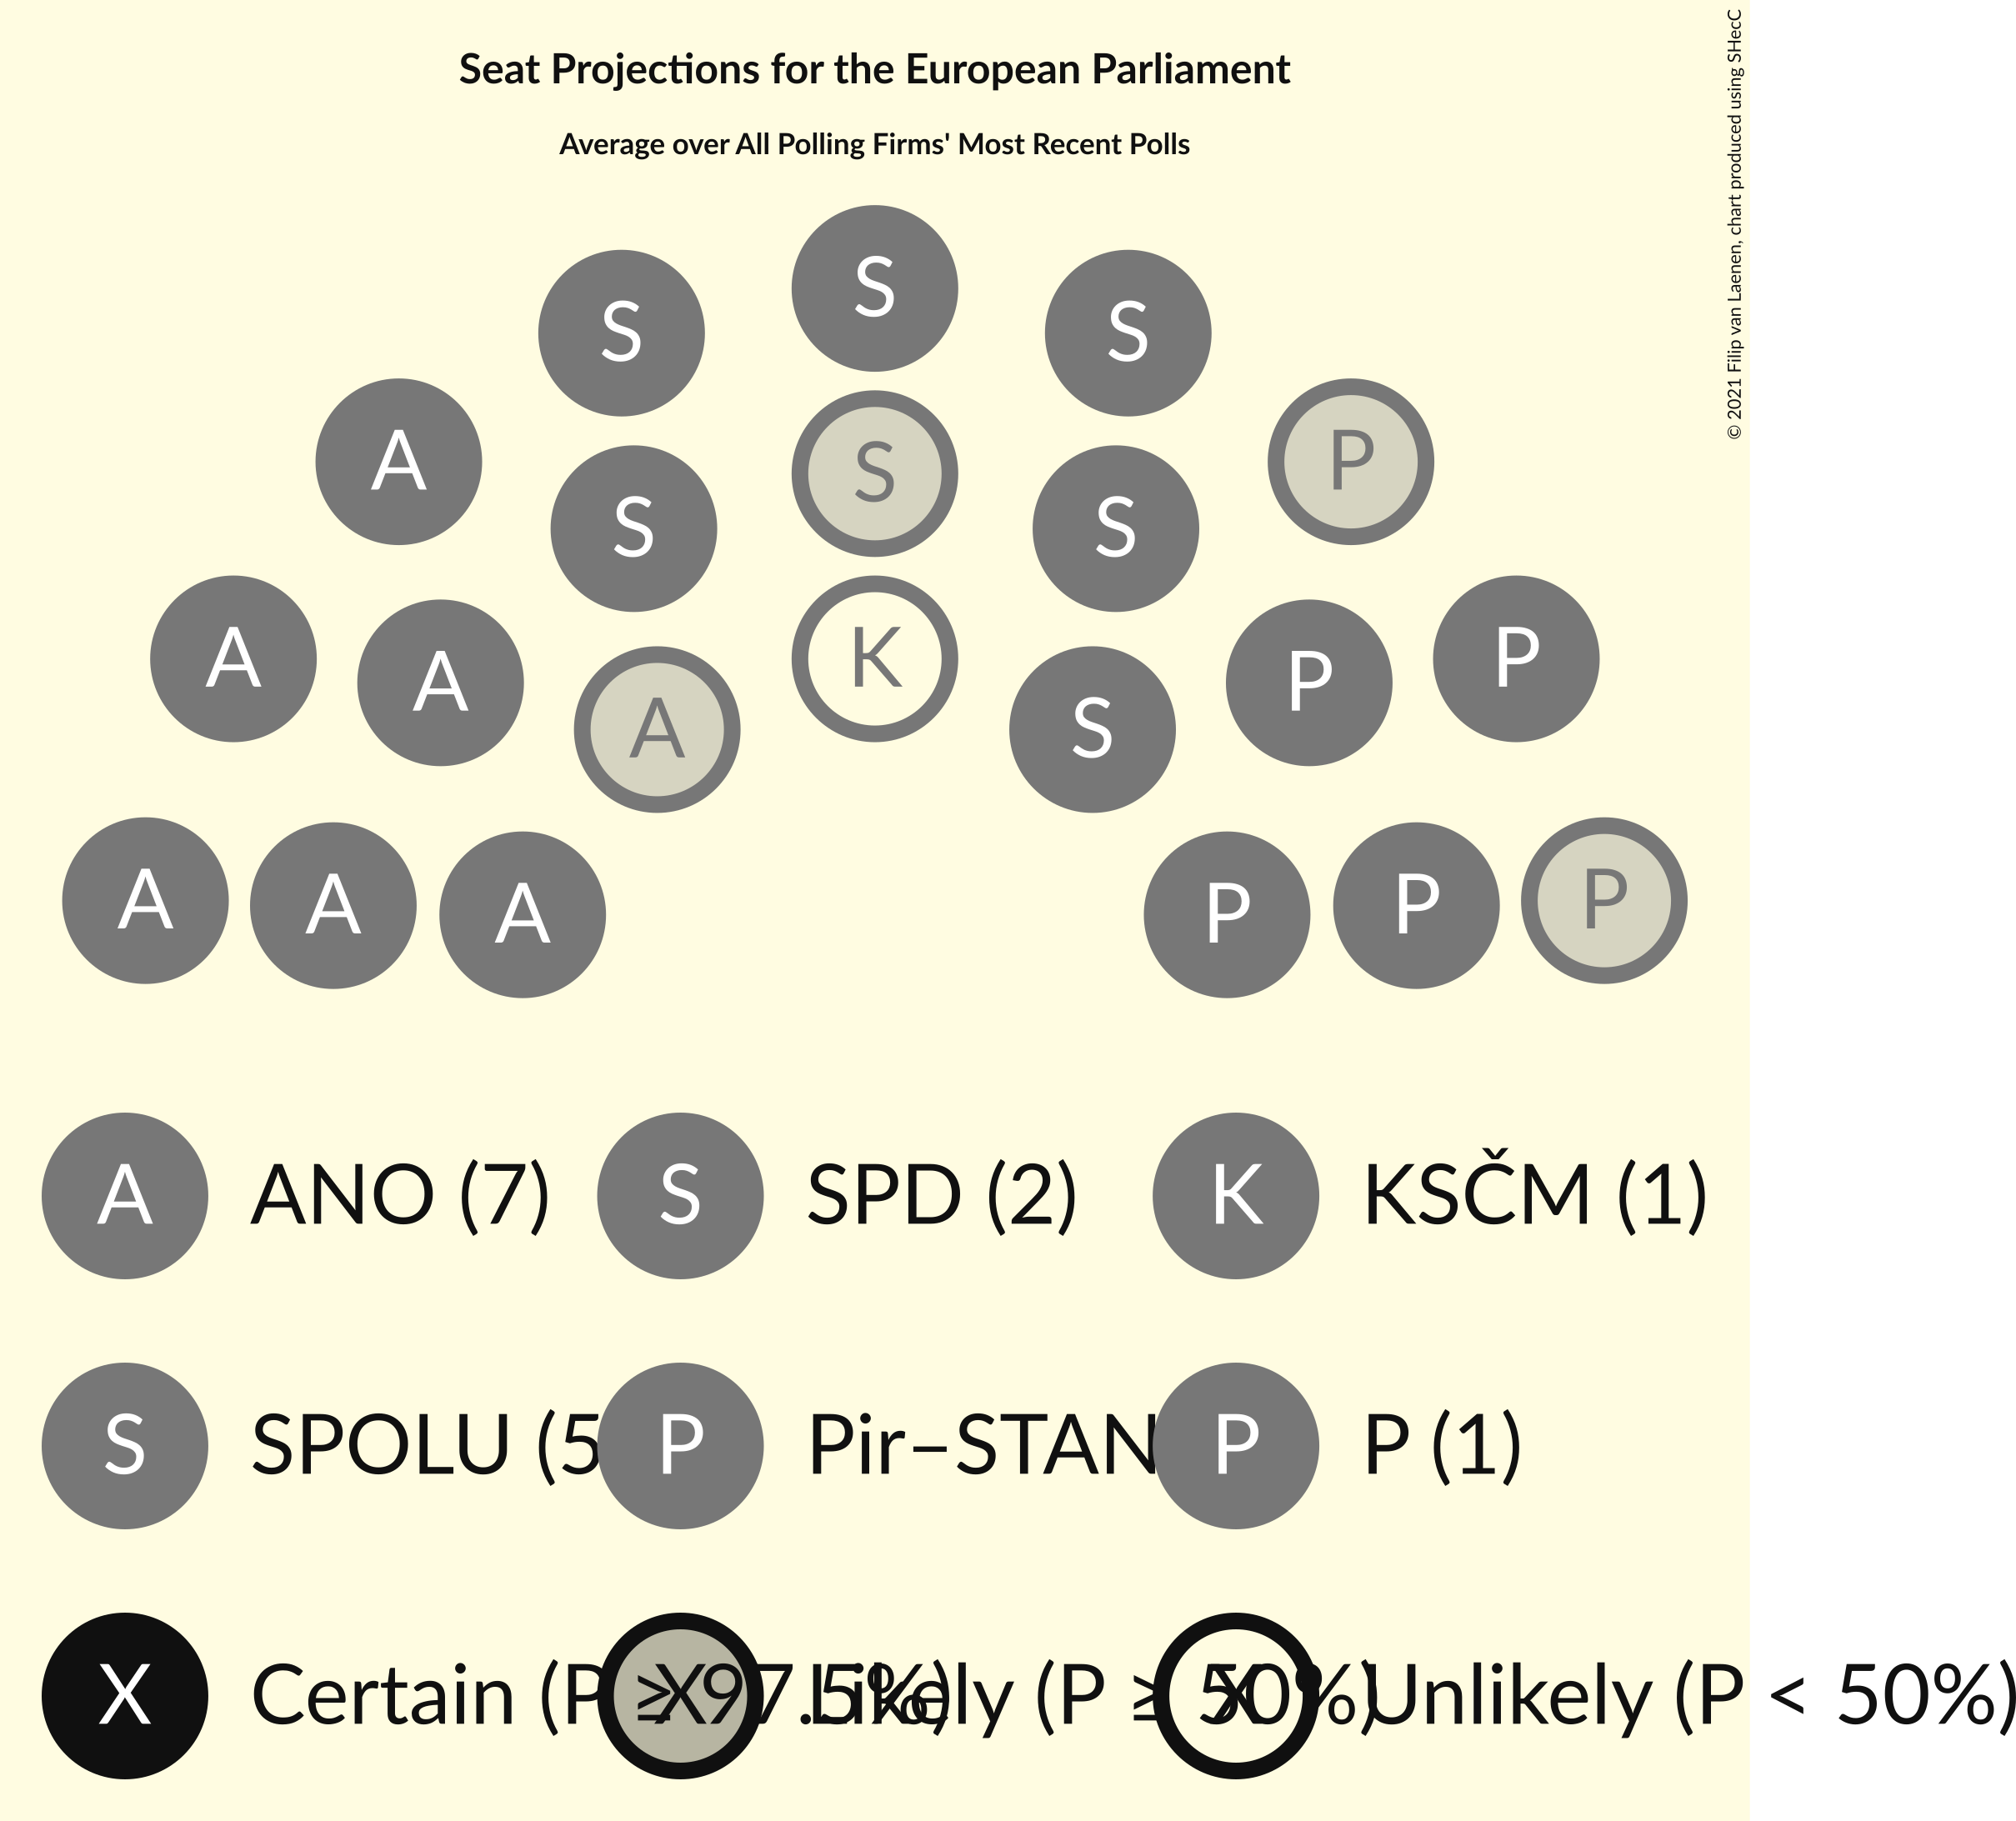 Seat Projections for the European Parliament
Average over All Polling Firms' Most Recent Polls
© 2021 Filip van Laenen, chart produced using SHecC
S
S S
A S P
S S
K
A P
A P
A S
A P
A P
A P
A ANO (7) S SPD (2) K KSČM (1)
S SPOLU (5 P Pir–STAN P P (1)
X Certain (P X Likely (P ≥ 50%) X Unlikely (P < 50%)